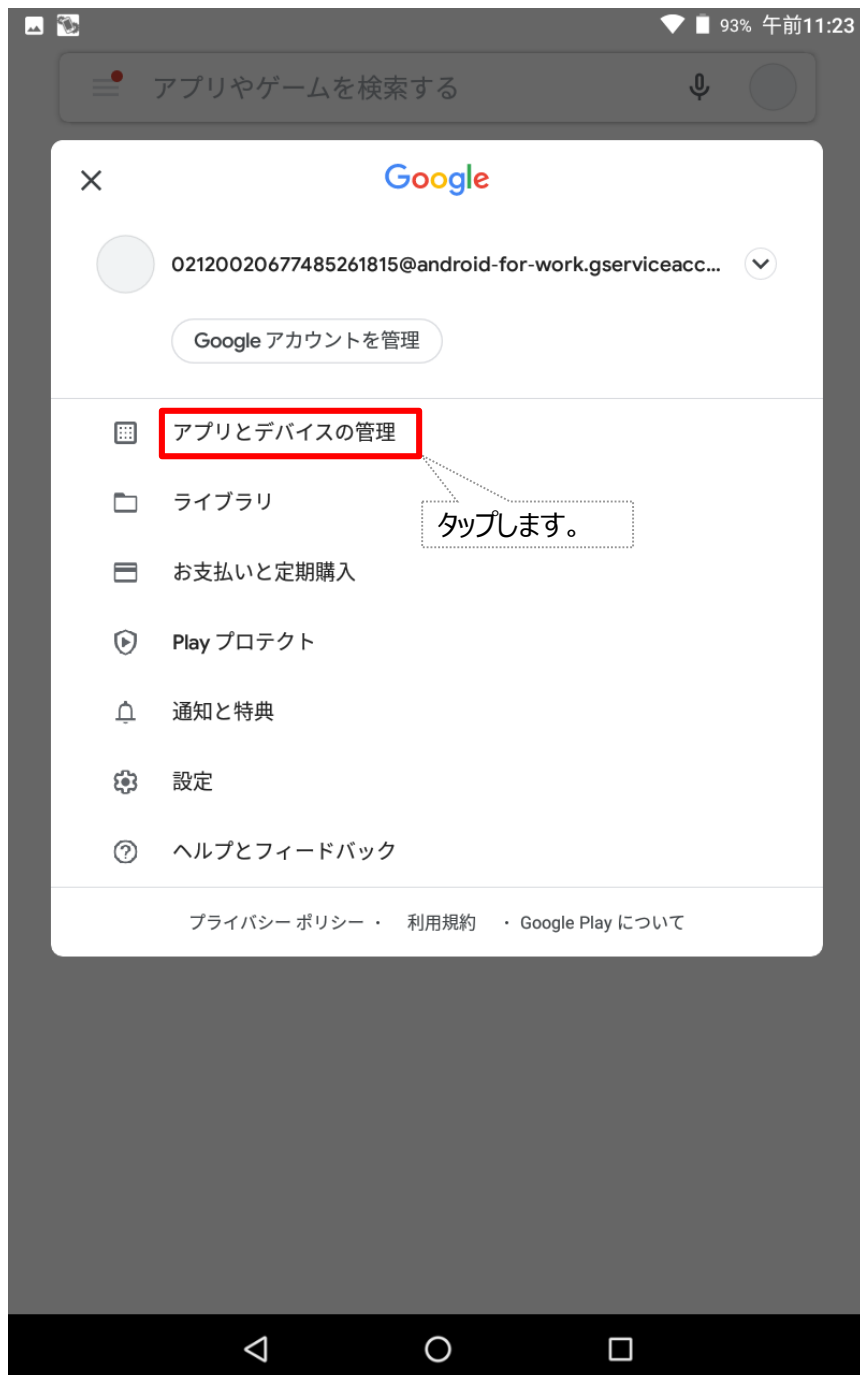 93% 午前11:23
アプリやゲームを検索する
Google
02120020677485261815@android-for-work.gserviceacc...
Google アカウントを管理
アプリとデバイスの管理
ライブラリ
タップします。
お支払いと定期購入
Play プロテクト
通知と特典
設定
ヘルプとフィードバック
プライバシー ポリシー ・ 利用規約 ・ Google Play について